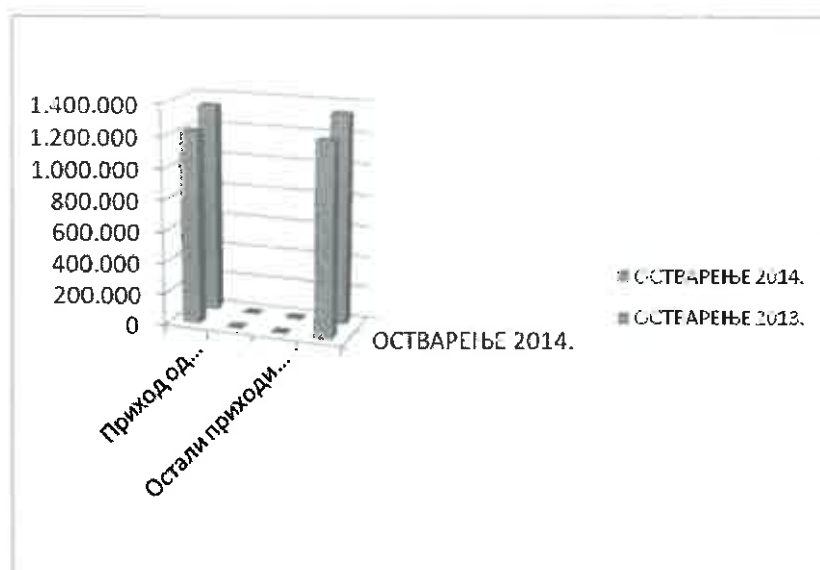 1.400.000
1.200.000
1.000.000
800.000
600.000
400.000
200.000
0
Приход од...
Остали приходи...
ОСТВАРЕЊЕ 2014.
ОСТВАРЕЊЕ 2014.
ОСТВАРЕЊЕ 2013.